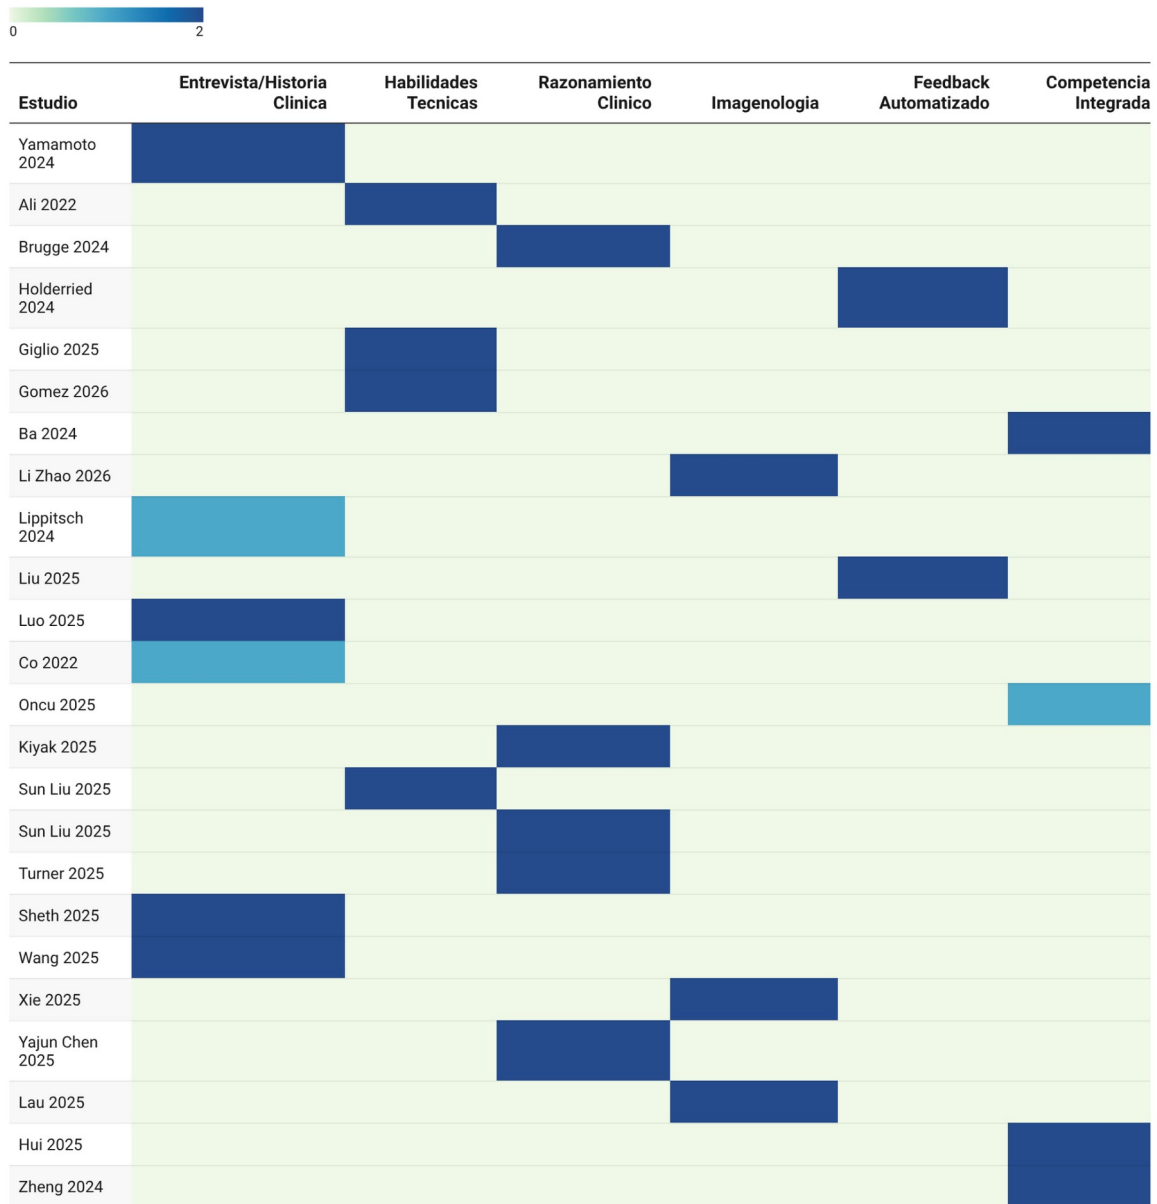 0 2
Estudio Entrevista/Historia Clinica Habilidades Tecnicas Razonamiento Clinico Imagenologia Feedback Automatizado Competencia Integrada
Yamamoto
2024
Ali 2022
Brugge 2024
Holderried
2024
Giglio 2025
Gomez 2026
Ba 2024
Li Zhao 2026
Lippitsch
2024
Liu 2025
Luo 2025
Co 2022
Oncu 2025
Kiyak 2025
Sun Liu 2025
Sun Liu 2025
Turner 2025
Sheth 2025
Wang 2025
Xie 2025
Yajun Chen
2025
Lau 2025
Hui 2025
Zheng 2024